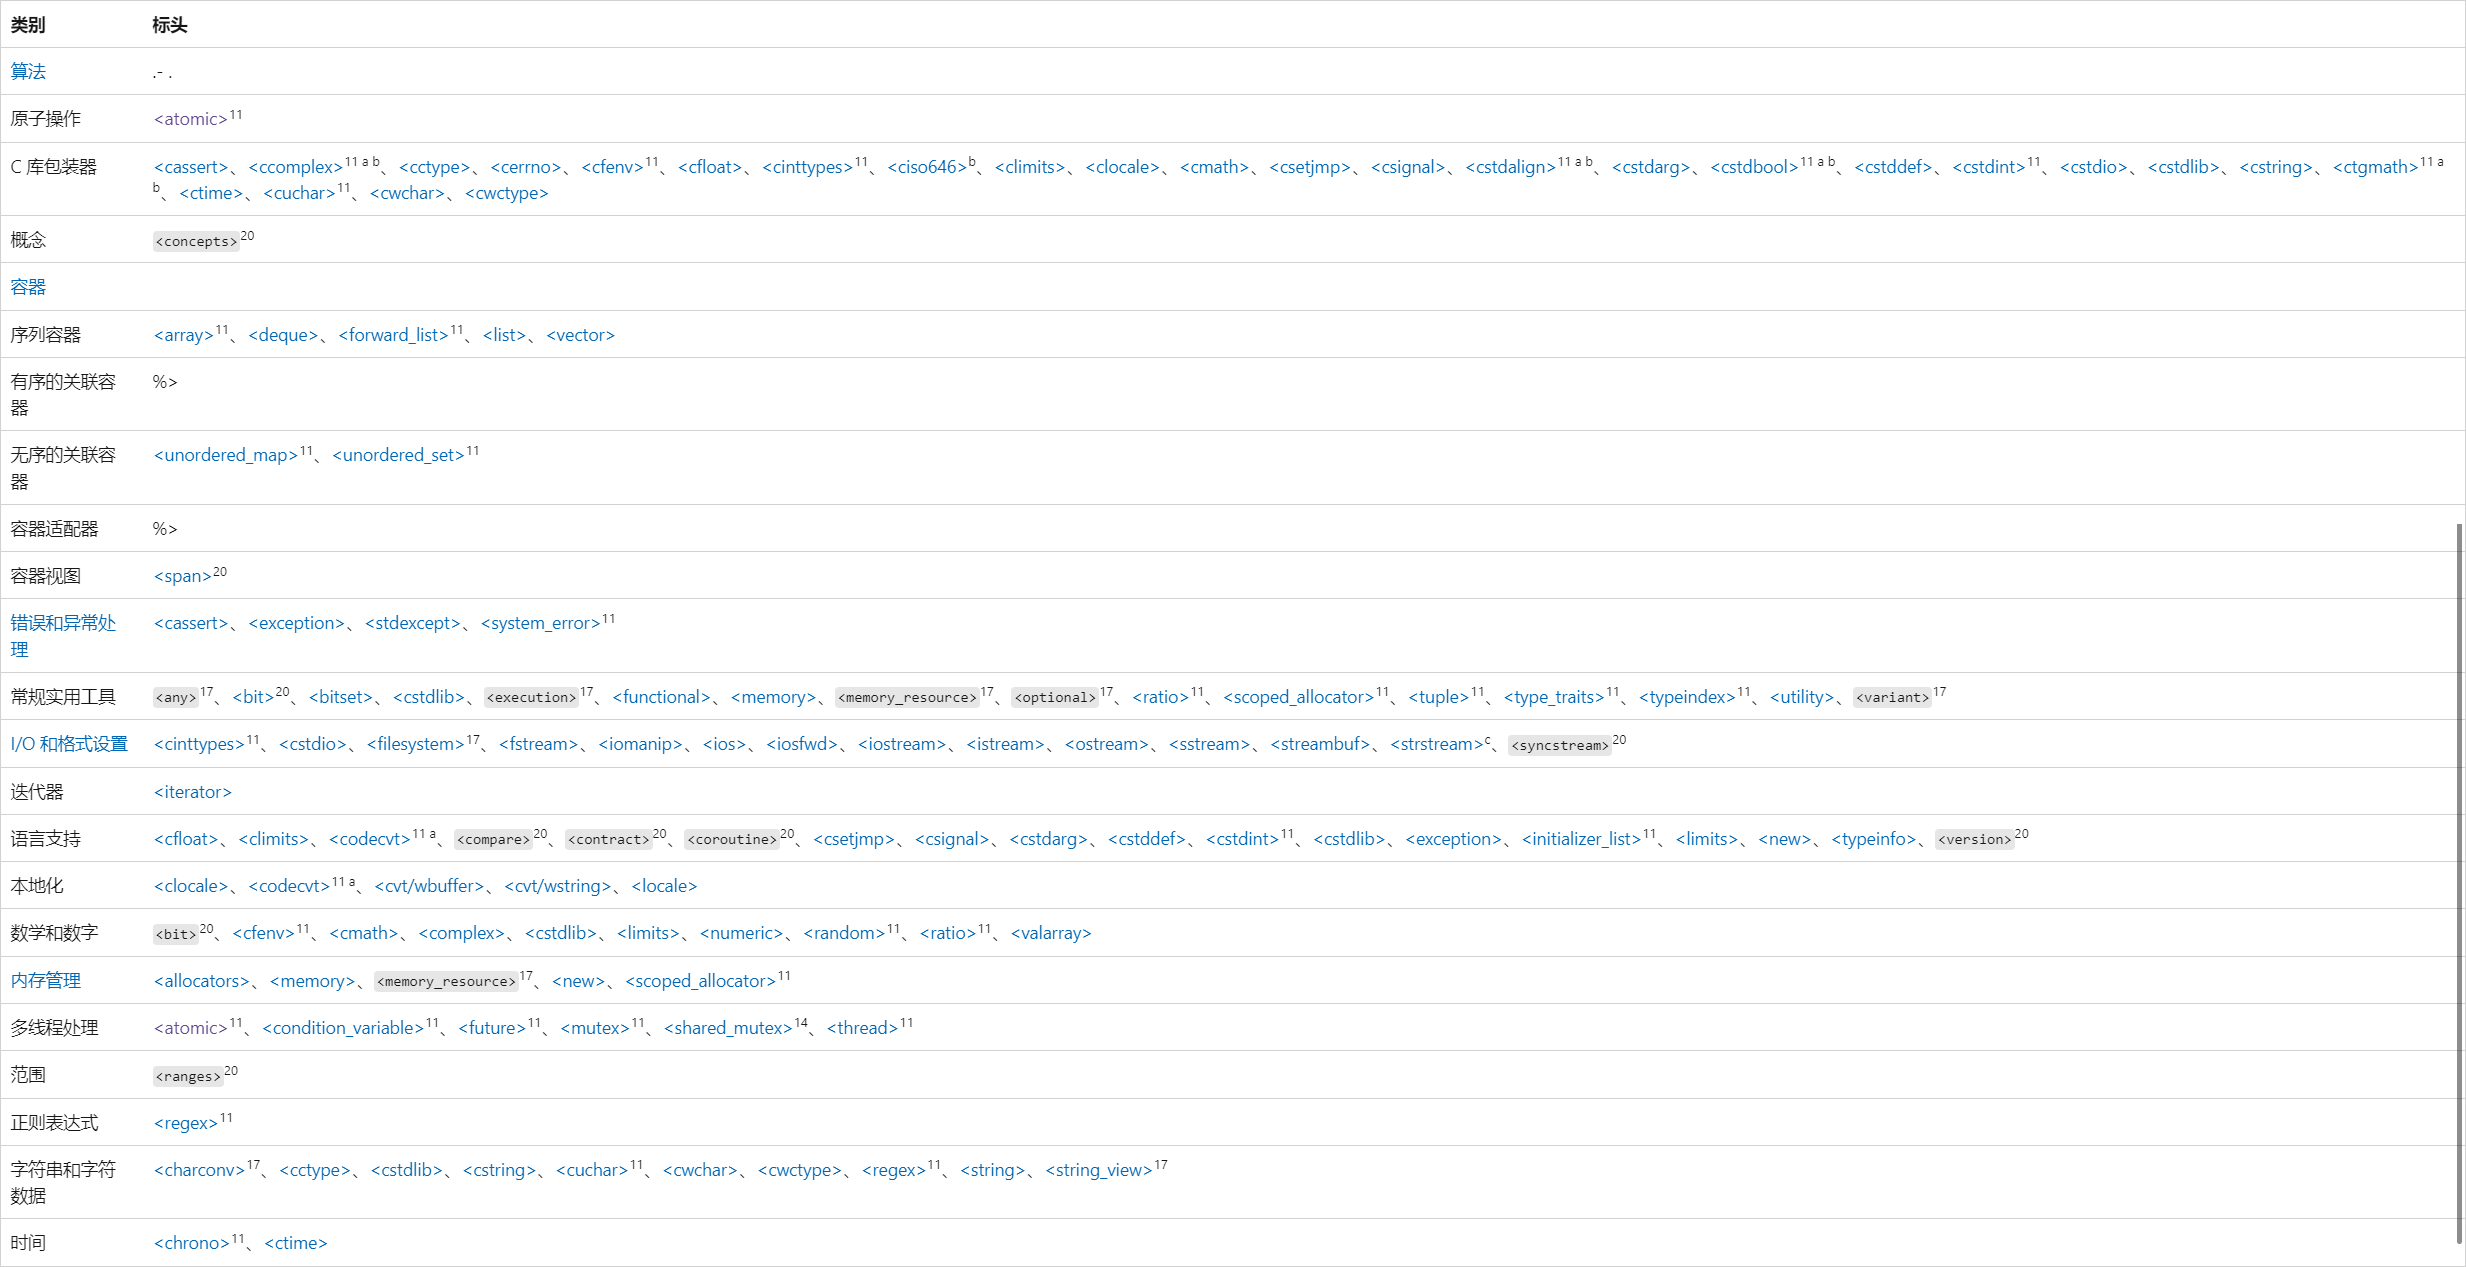 类别 标头
算法 .- .
原子操作 <atomic>11
C 库包装器 <cassert>、<ccomplex>11 a b、<cctype>、<cerrno>、<cfenv>11、<cfloat>、<cinttypes>11、<ciso646>b、<climits>、<clocale>、<cmath>、<csetjmp>、<csignal>、<cstdalign>11 a b、<cstdarg>、<cstdbool>11 a b、<cstddef>、<cstdint>11、<cstdio>、<cstdlib>、<cstring>、<ctgmath>11 a
b、<ctime>、<cuchar>11、<cwchar>、<cwctype>
概念 <concepts>20
容器
序列容器 <array>11、<deque>、<forward_list>11、<list>、<vector>
有序的关联容 %>
器
无序的关联容 <unordered_map>11、<unordered_set>11
器
容器适配器 %>
容器视图 <span>20
错误和异常处 <cassert>、<exception>、<stdexcept>、<system_error>11
理
常规实用工具 <any>17、<bit>20、<bitset>、<cstdlib>、<execution>17、<functional>、<memory>、<memory_resource>17、<optional>17、<ratio>11、<scoped_allocator>11、<tuple>11、<type_traits>11、<typeindex>11、<utility>、<variant>17
I/O 和格式设置 <cinttypes>11、<cstdio>、<filesystem>17、<fstream>、<iomanip>、<ios>、<iosfwd>、<iostream>、<istream>、<ostream>、<sstream>、<streambuf>、<strstream>c、<syncstream>20
迭代器 <iterator>
语言支持 <cfloat>、<climits>、<codecvt>11 a、<compare>20、<contract>20、<coroutine>20、<csetjmp>、<csignal>、<cstdarg>、<cstddef>、<cstdint>11、<cstdlib>、<exception>、<initializer_list>11、<limits>、<new>、<typeinfo>、<version>20
本地化 <clocale>、<codecvt>11 a、<cvt/wbuffer>、<cvt/wstring>、<locale>
数学和数字 <bit>20、<cfenv>11、<cmath>、<complex>、<cstdlib>、<limits>、<numeric>、<random>11、<ratio>11、<valarray>
内存管理 <allocators>、<memory>、<memory_resource>17、<new>、<scoped_allocator>11
多线程处理 <atomic>11、<condition_variable>11、<future>11、<mutex>11、<shared_mutex>14、<thread>11
范围 <ranges>20
正则表达式 <regex>11
字符串和字符 <charconv>17、<cctype>、<cstdlib>、<cstring>、<cuchar>11、<cwchar>、<cwctype>、<regex>11、<string>、<string_view>17
数据
时间 <chrono>11、<ctime>